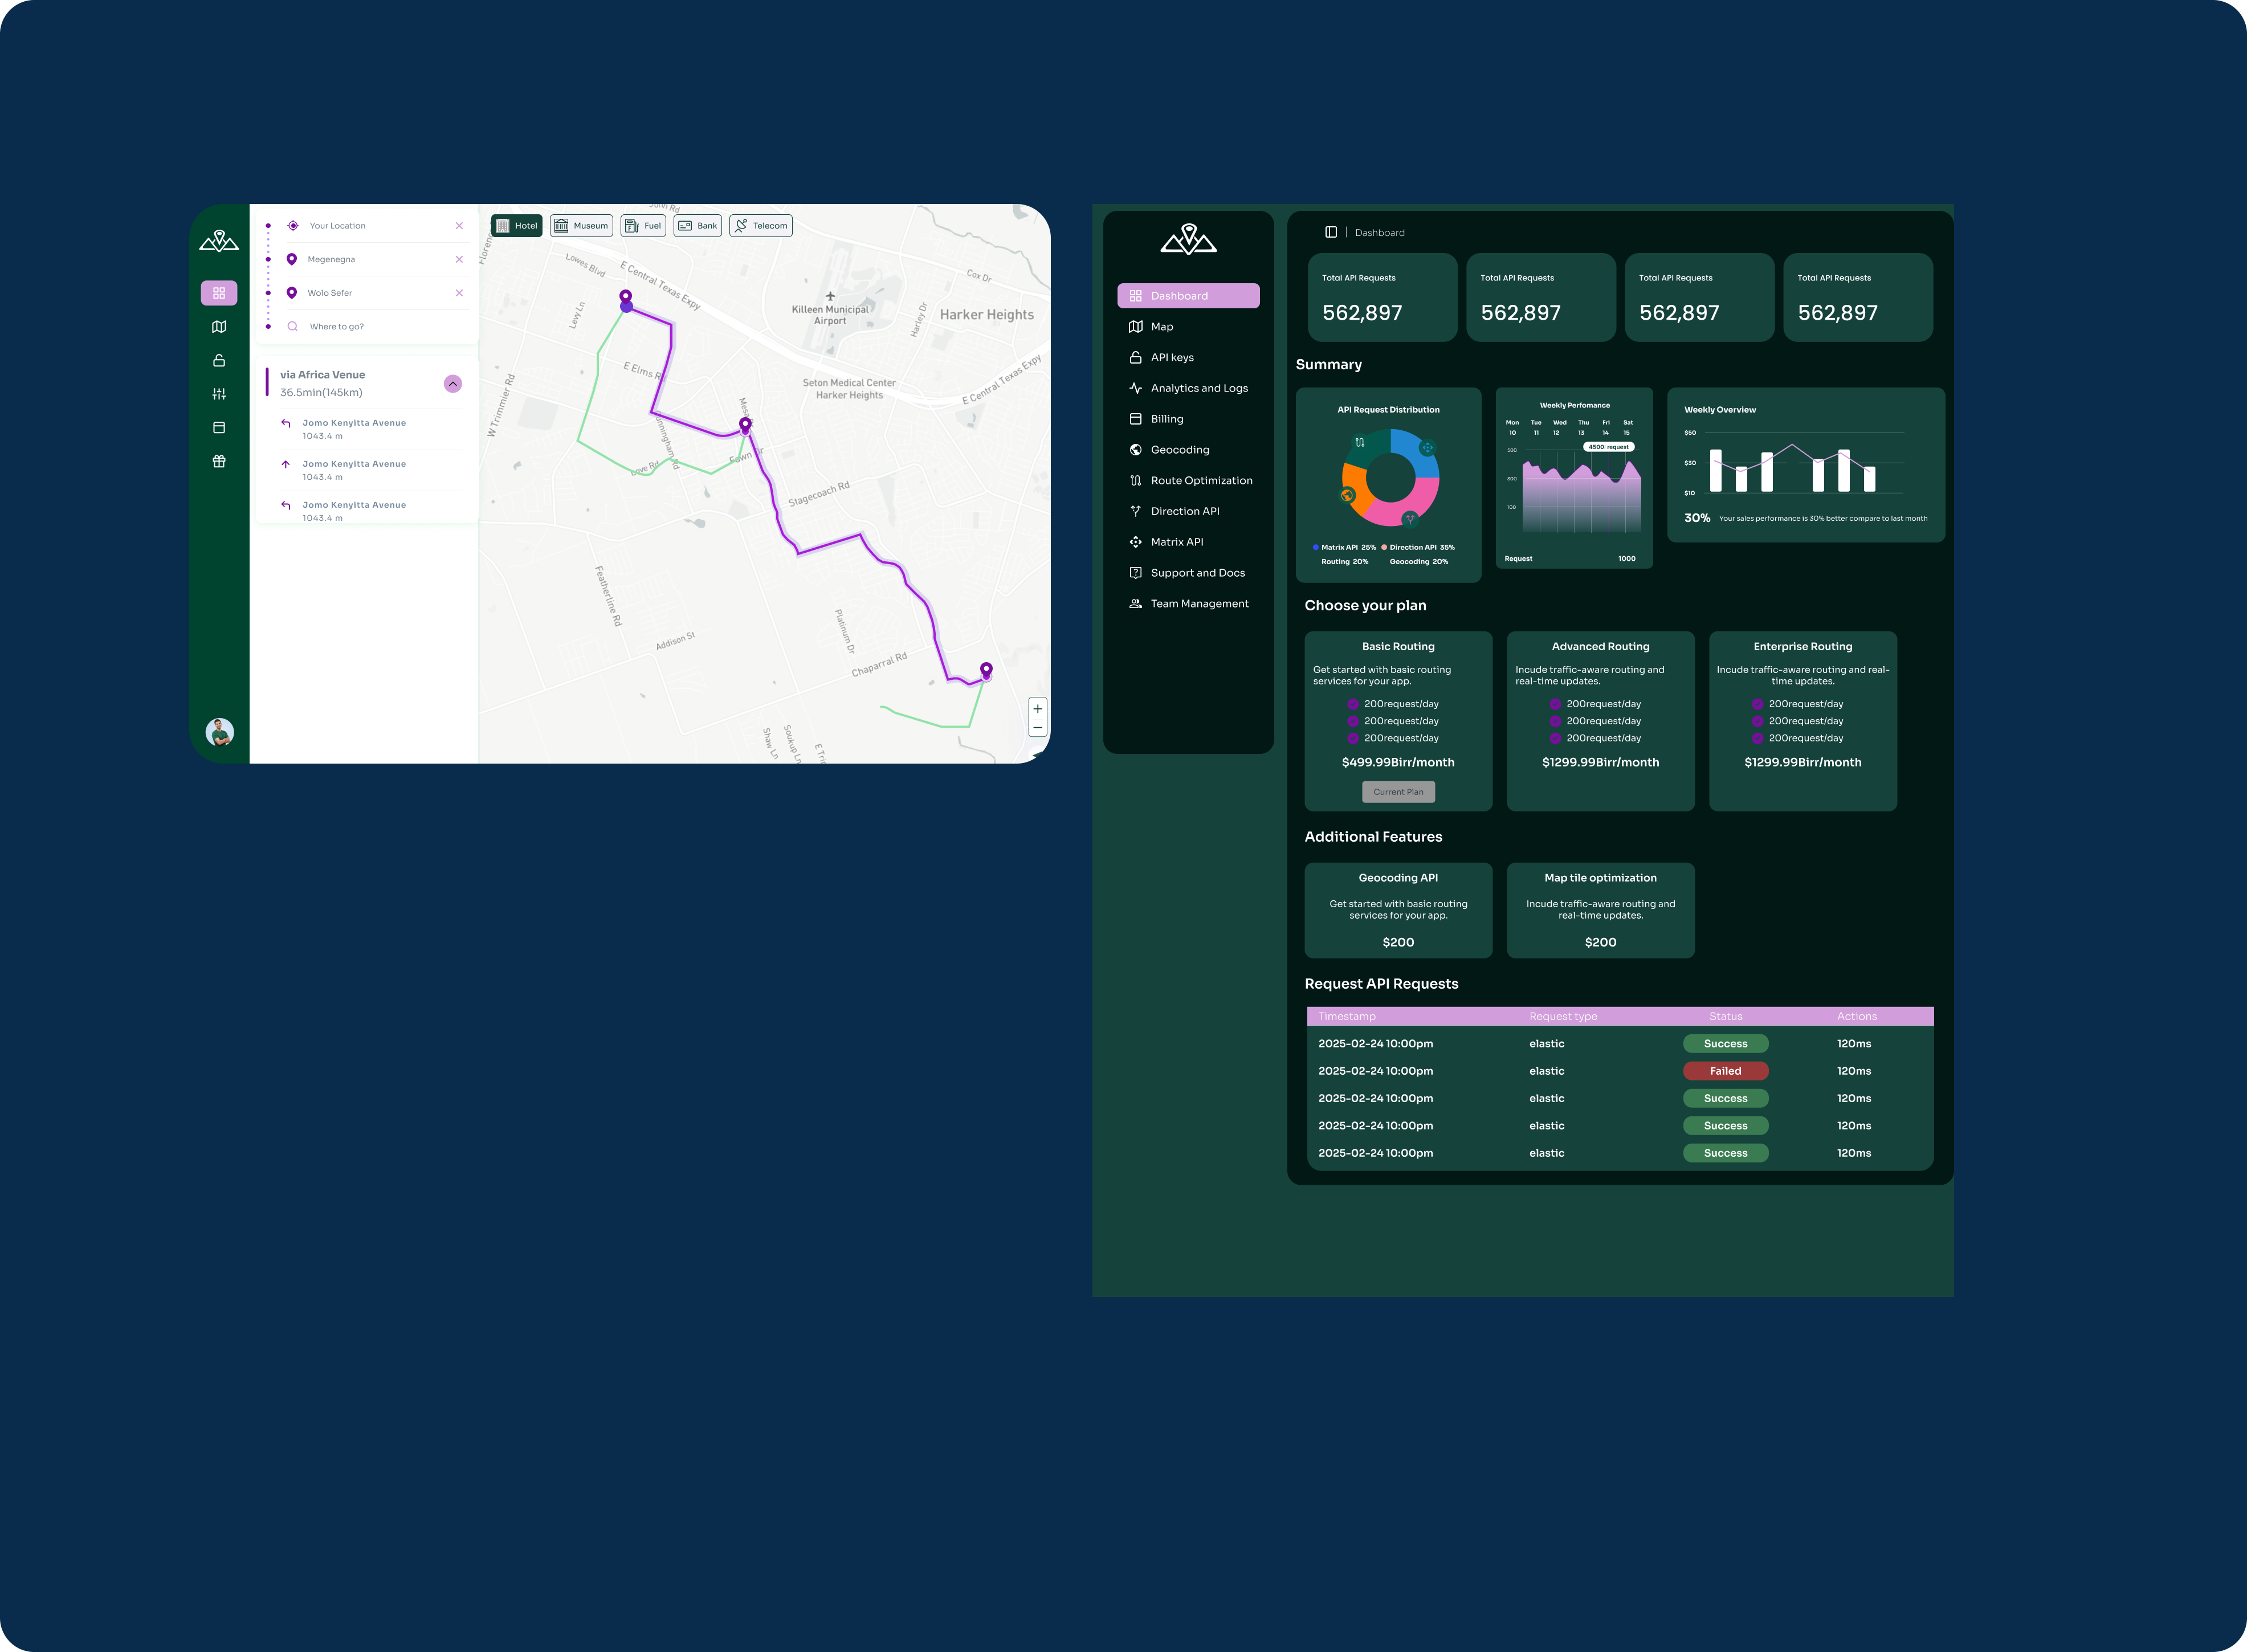 Your Location
Megenegna
Wolo Sefer
Where to go?
via Africa Venue
36.5min(145km)
Jomo Kenyitta Avenue
1043.4 m
Jomo Kenyitta Avenue
1043.4 m
Jomo Kenyitta Avenue
1043.4 m
Hotel
Museum
Fuel
Bank
Telecom
John Rd
Lowes Blvd
E Central Texas Expy
Cox Dr
Levy Ln
Killeen Municipal
Airport
Harley Dr
Harker Heights
E Elms R
Seton Medical Center
Harker Heights
E Central Texas Expy
W Trimmier Rd
Love Rd
Stagecoach Rd
Featherline Rd
Addison St
Platinum Dr
Chaparral Rd
Shaw Ln
Soukup Ln
+
−
Dashboard
Map
API keys
Analytics and Logs
Billing
Geocoding
Route Optimization
Direction API
Matrix API
Support and Docs
Team Management
Dashboard
Total API Requests
562,897
Total API Requests
562,897
Total API Requests
562,897
Total API Requests
562,897
Summary
API Request Distribution
Matrix API 25% Direction API 35%
Routing 20% Geocoding 20%
Weekly Perfomance
Mon Tue Wed Thu Fri Sat
10 11 12 13 14 15
4500 request
500
300
100
Request 1000
Weekly Overview
$50
$30
$10
30% Your sales performance is 30% better compare to last month
Choose your plan
Basic Routing
Get started with basic routing
services for your app.
200request/day
200request/day
200request/day
$499.99Birr/month
Current Plan
Advanced Routing
Incude traffic-aware routing and
real-time updates.
200request/day
200request/day
200request/day
$1299.99Birr/month
Enterprise Routing
Incude traffic-aware routing and real-
time updates.
200request/day
200request/day
200request/day
$1299.99Birr/month
Additional Features
Geocoding API
Get started with basic routing
services for your app.
$200
Map tile optimization
Incude traffic-aware routing and
real-time updates.
$200
Request API Requests
Timestamp Request type Status Actions
2025-02-24 10:00pm elastic Success 120ms
2025-02-24 10:00pm elastic Failed 120ms
2025-02-24 10:00pm elastic Success 120ms
2025-02-24 10:00pm elastic Success 120ms
2025-02-24 10:00pm elastic Success 120ms